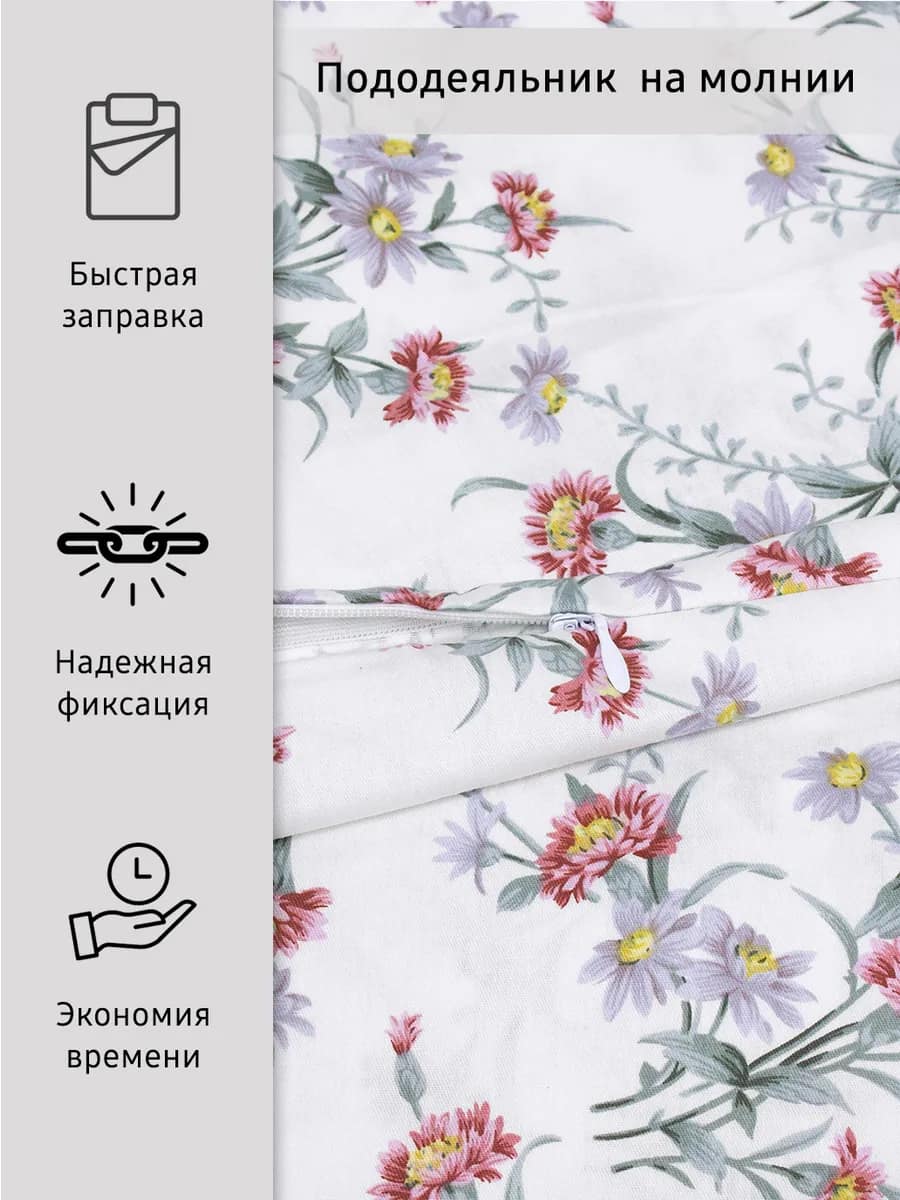 Пододеяльник на молнии
Быстрая
заправка
Надежная
фиксация
Экономия
времени